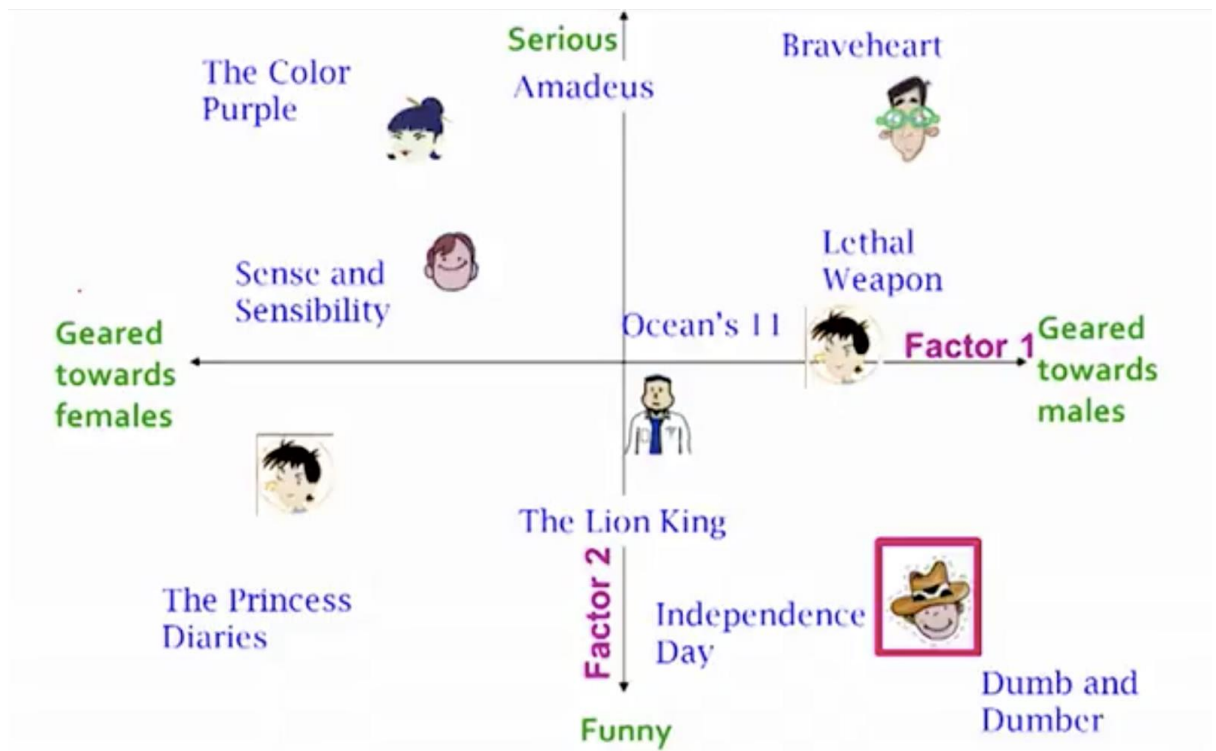 Serious
Braveheart
The Color
Purple
Amadeus
Lethal
Weapon
Sense and
Sensibility
Ocean's 11
Geared
towards
females
Factor 1
Geared
towards
males
The Lion King
Factor 2
The Princess
Diaries
Independence
Day
Dumb and
Dumber
Funny